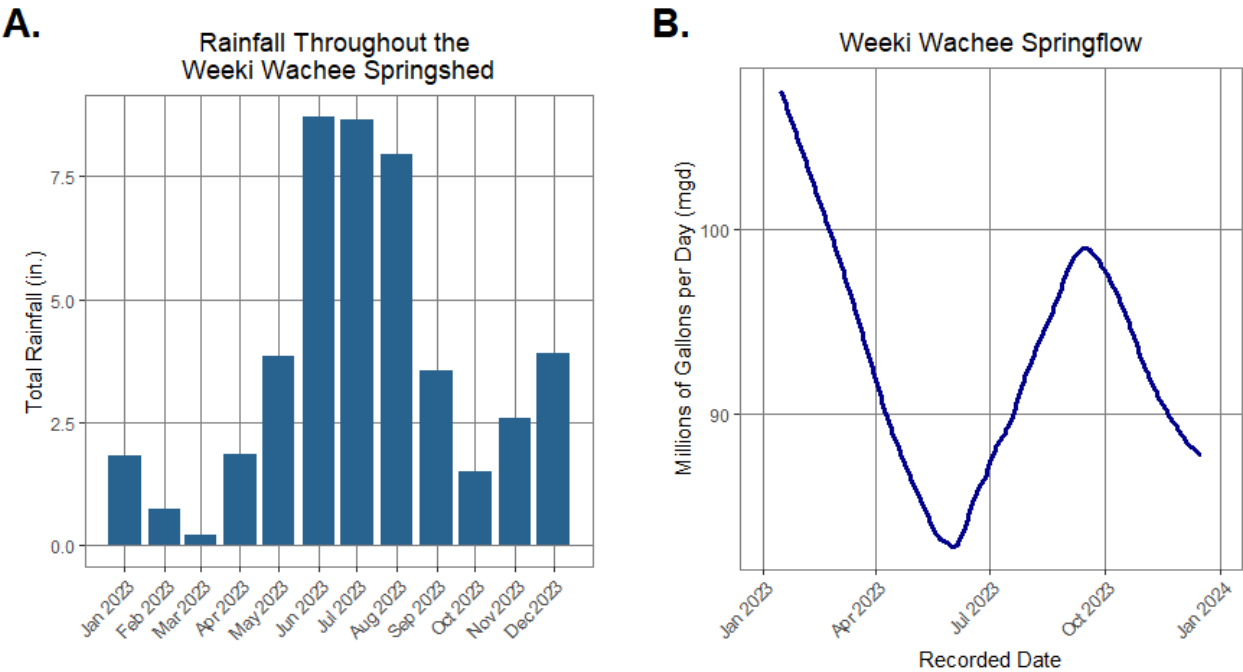 A.
Rainfall Throughout the
Weeki Wachee Springshed
Total Rainfall (in.)
7.5
5.0
2.5
0.0
Jan 2023
Feb 2023
Mar 2023
Apr 2023
May 2023
Jun 2023
Jul 2023
Aug 2023
Sep 2023
Oct 2023
Nov 2023
Dec 2023
B.
Weeki Wachee Springflow
Millions of Gallons per Day (mgd)
100
90
Jan 2023
Apr 2023
Jul 2023
Oct 2023
Jan 2024
Recorded Date